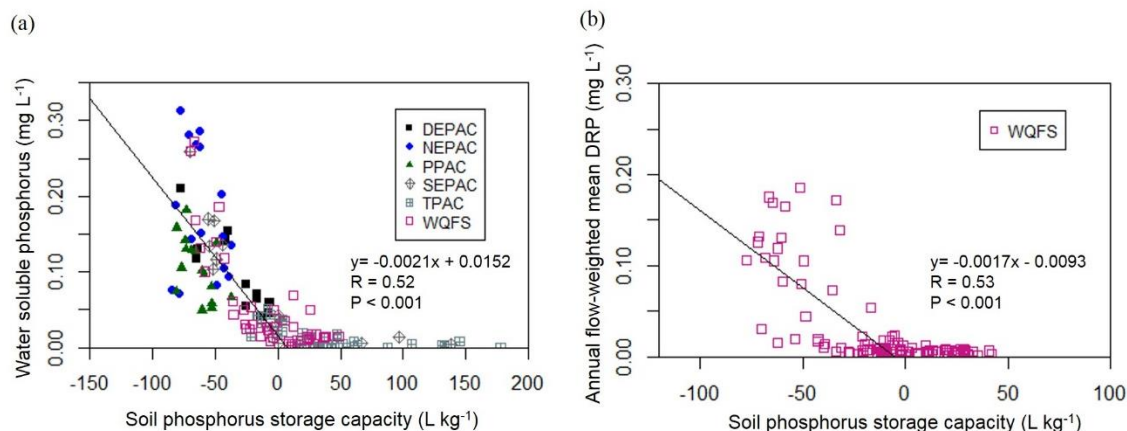 (a)
Water soluble phosphorus (mg L-1)
0.00 0.10 0.20 0.30
DEPAC
NEPAC
PPAC
SEPAC
TPAC
WQFS
y= -0.0021x + 0.0152
R = 0.52
P < 0.001
-150 -100 -50 0 50 100 150 200
Soil phosphorus storage capacity (L kg-1)
(b)
Annual flow-weighted mean DRP (mg L-1)
0.00 0.10 0.20 0.30
WQFS
y= -0.0017x - 0.0093
R = 0.53
P < 0.001
-100 -50 0 50 100
Soil phosphorus storage capacity (L kg-1)